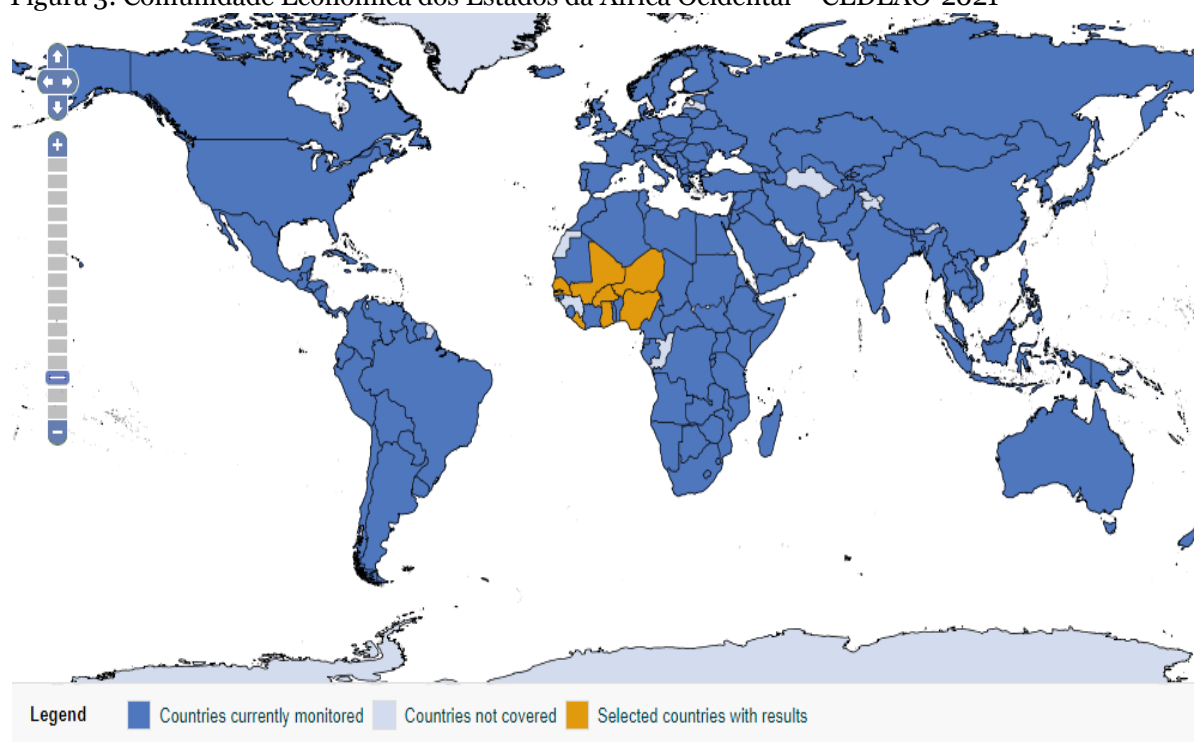 Figura 3: Comunidade Econômica dos Estados da África Ocidental – CEDEAO 2021
+
−
Legend Countries currently monitored Countries not covered Selected countries with results